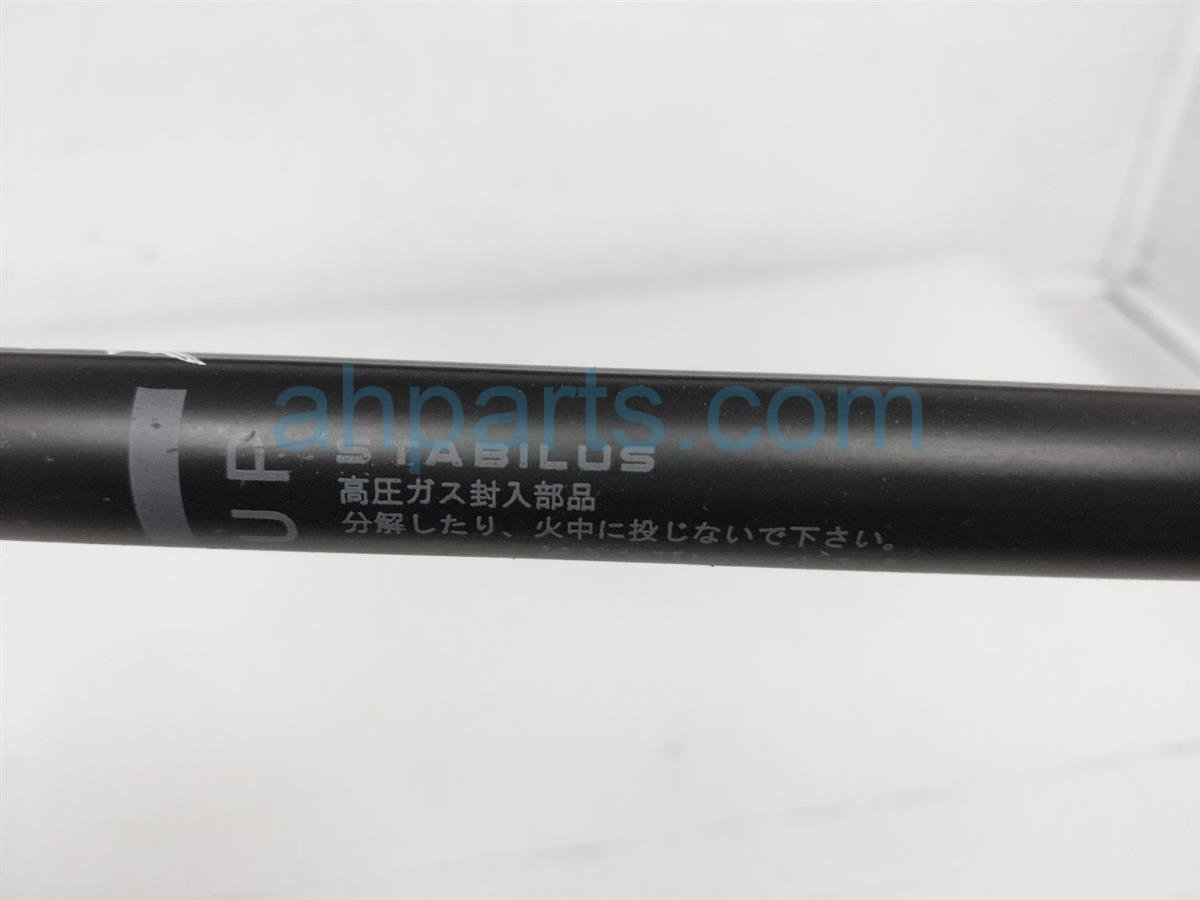 ahparts.com
UP
STABILUS
高圧ガス封入部品
分解したり、火中に投じないで下さい。